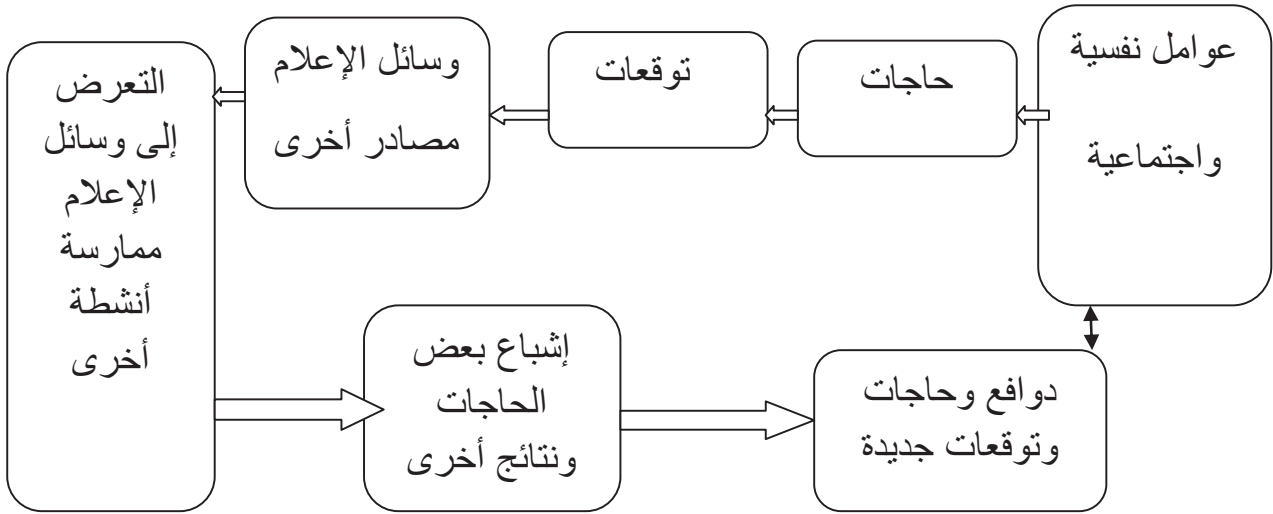 عوامل نفسية
واجتماعية
حاجات
توقعات
وسائل الإعلام
مصادر أخرى
التعرض
إلى وسائل
الإعلام
ممارسة
أنشطة
أخرى
إشباع بعض
الحاجات
ونتائج أخرى
دوافع وحاجات
وتوقعات جديدة